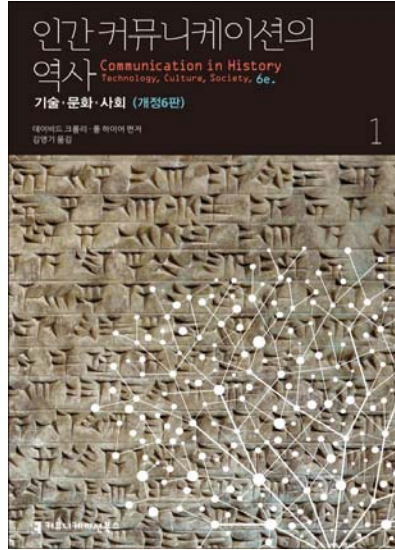 인간 커뮤니케이션의
역사 Communication in History
Technology, Culture, Society, 6e.
기술·문화·사회 (개정6판)
데이비드 크롤리·폴 하이어 편저
김영기 옮김
1
커뮤니케이션북스